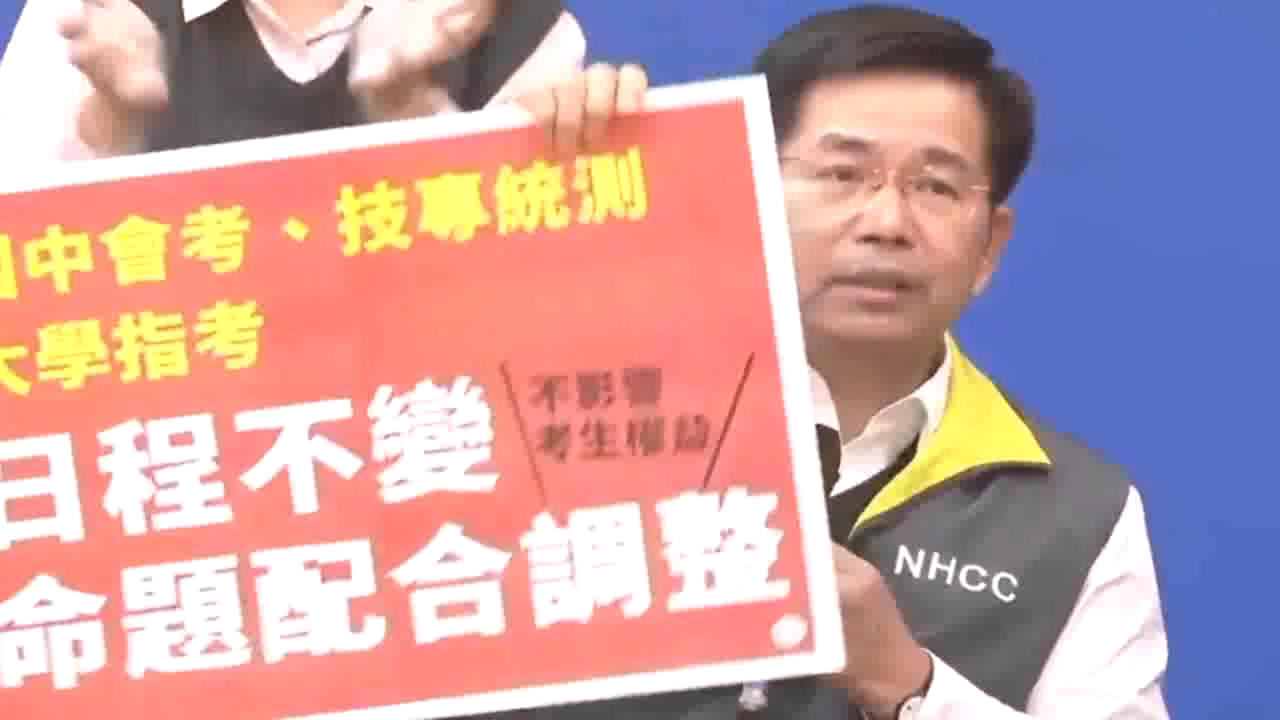 國中會考、技專統測
大學指考
日程不變
不影響
考生權益
命題配合調整
NHCC